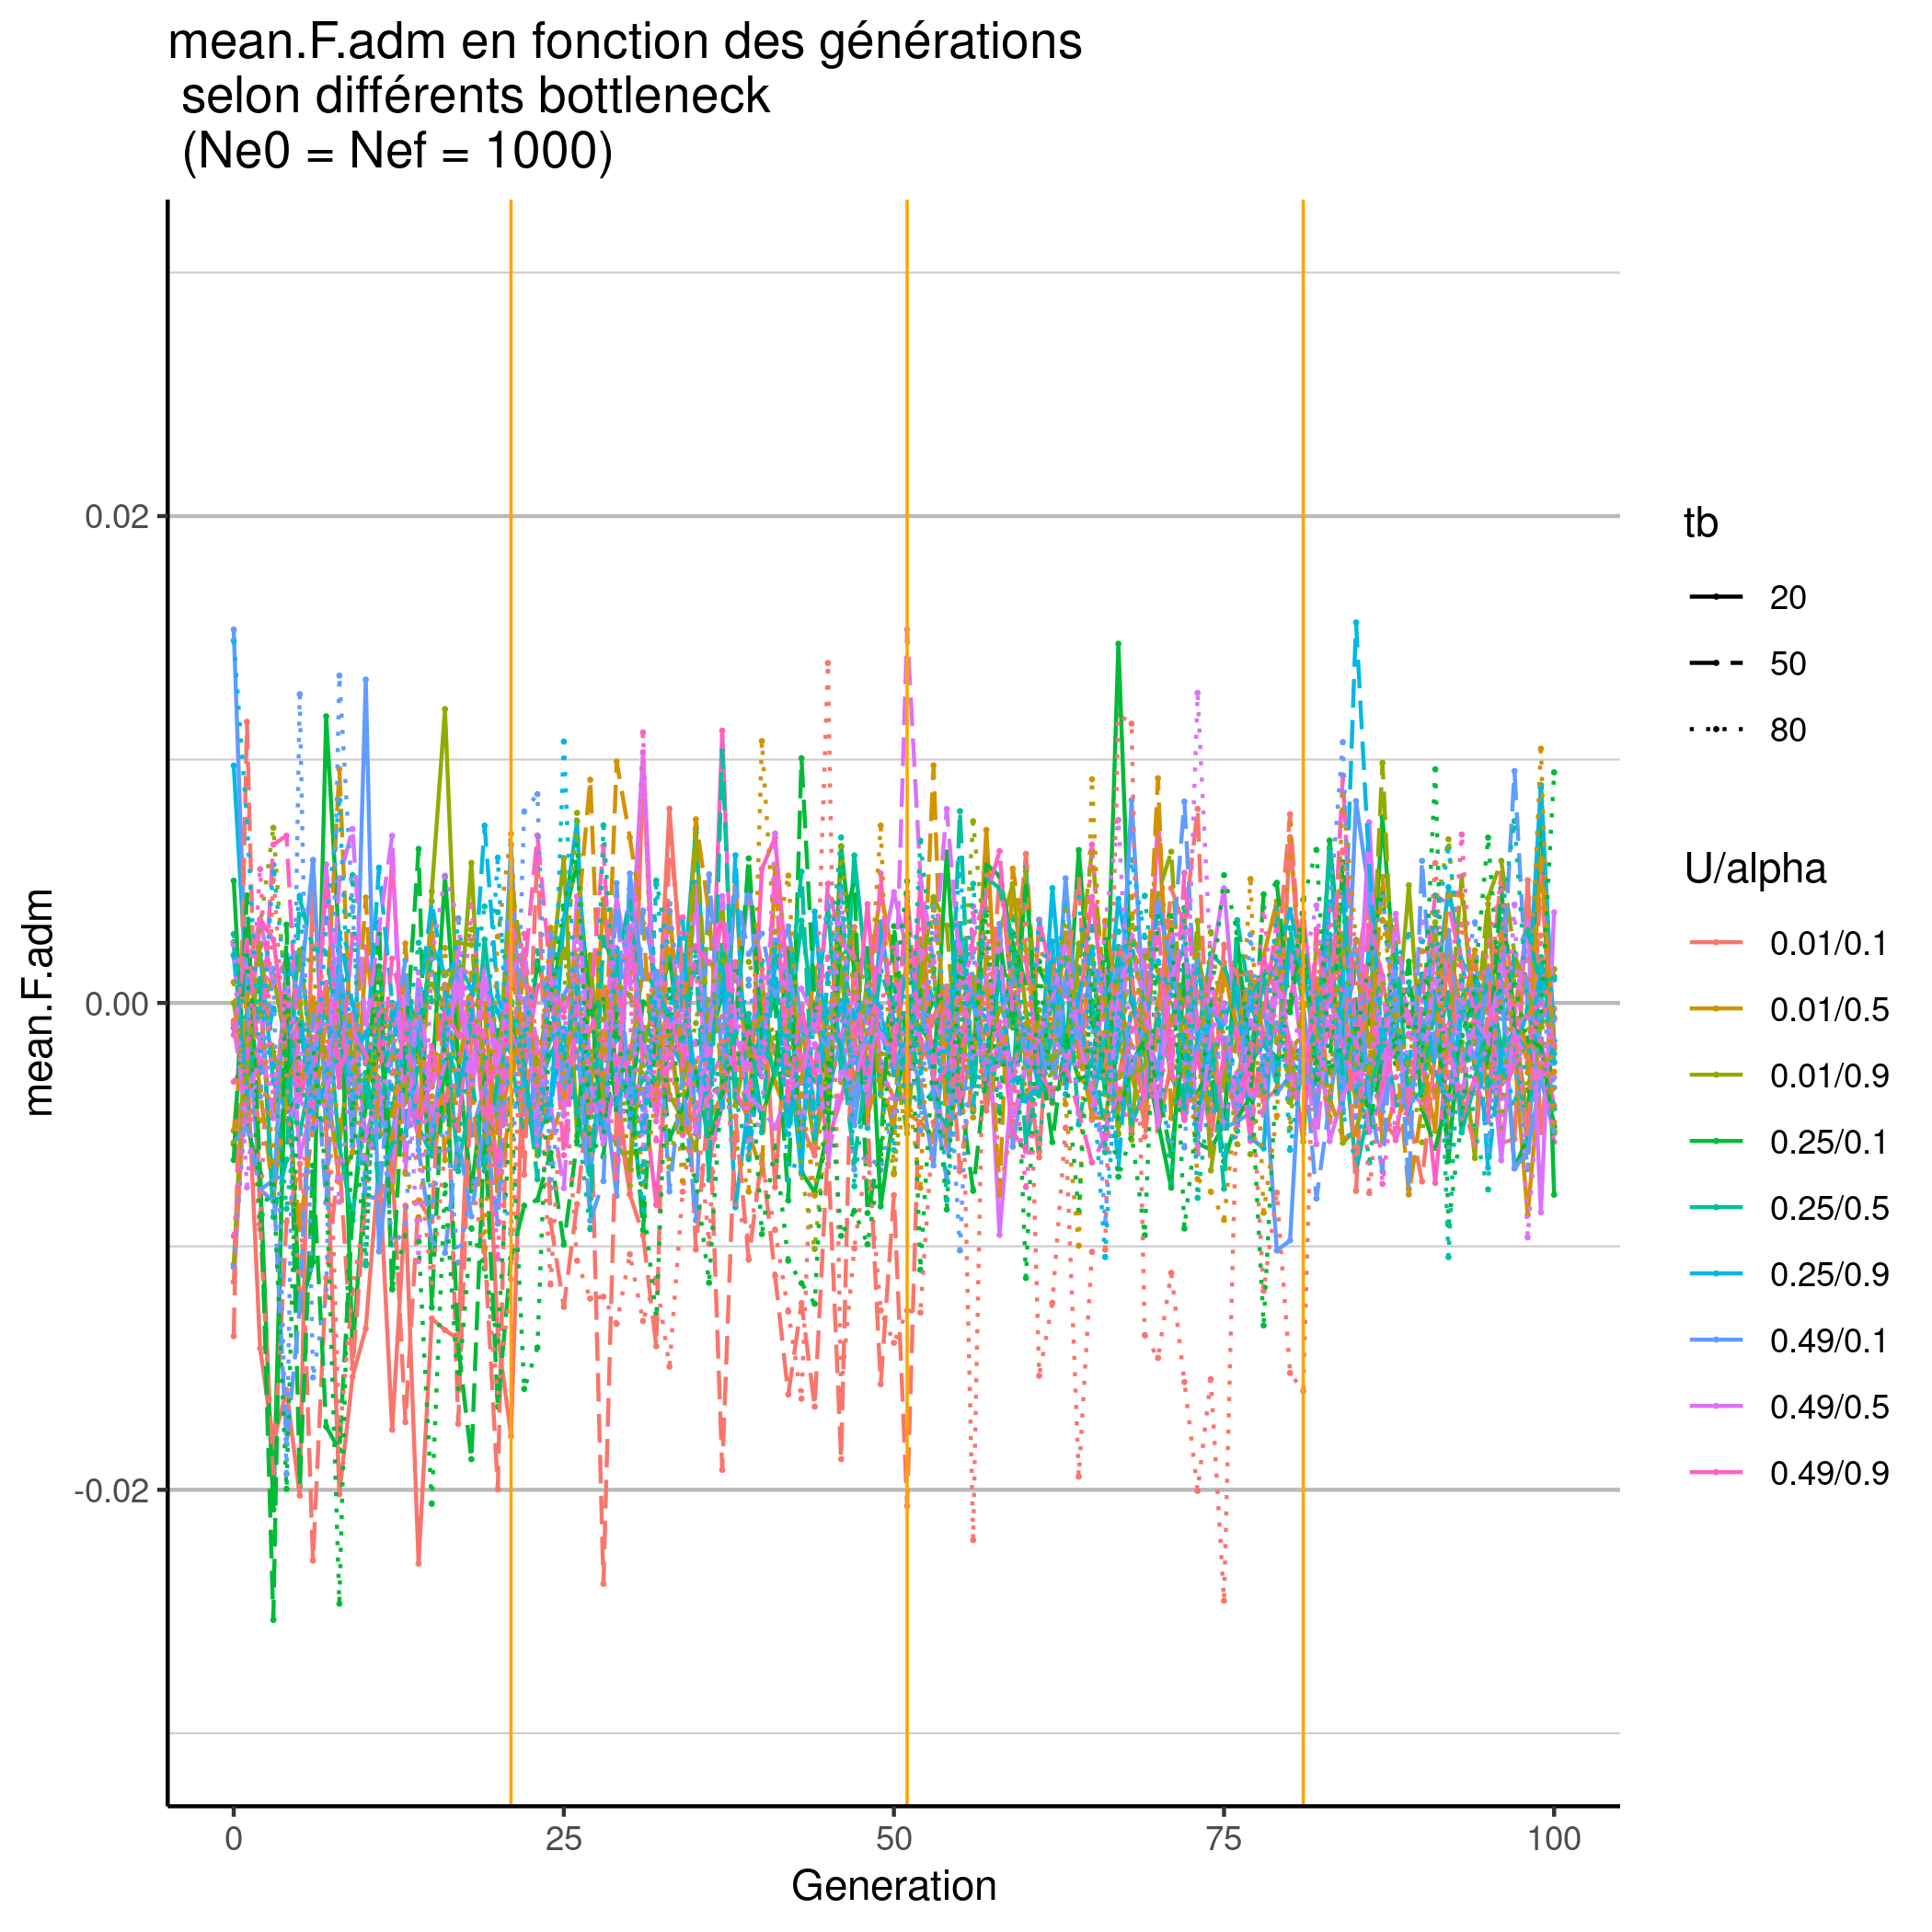 mean.F.adm en fonction des générations
selon différents bottleneck
(Ne0 = Nef = 1000)
mean.F.adm
0.02
0.00
-0.02
0
25
50
75
100
Generation
tb
20
50
80
U/alpha
0.01/0.1
0.01/0.5
0.01/0.9
0.25/0.1
0.25/0.5
0.25/0.9
0.49/0.1
0.49/0.5
0.49/0.9